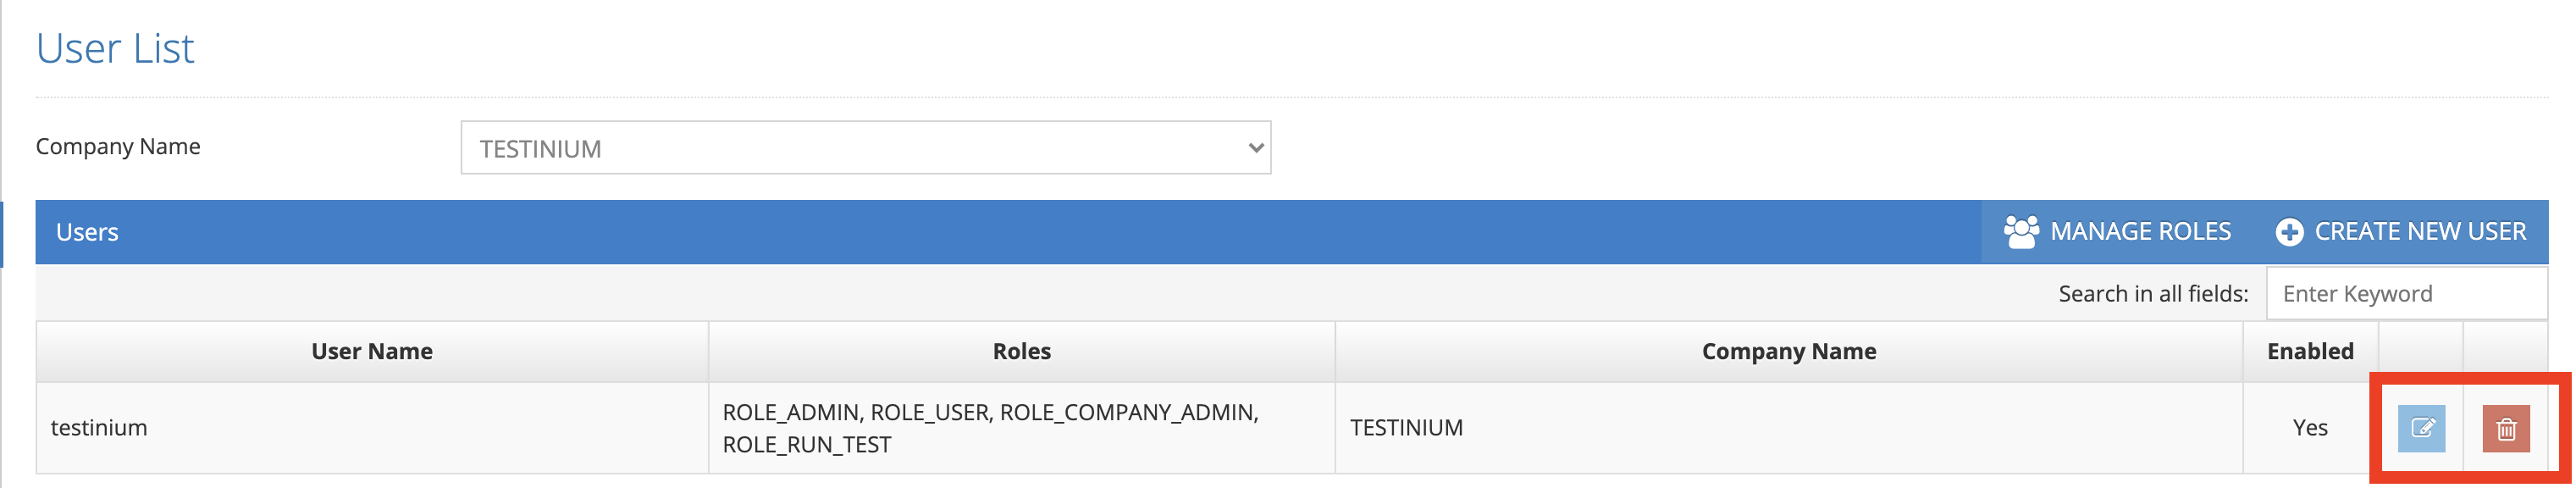 User List
Company Name
TESTINIUM
Users
MANAGE ROLES
CREATE NEW USER
Search in all fields:
Enter Keyword
User Name
Roles
Company Name
Enabled
testinium
ROLE_ADMIN, ROLE_USER, ROLE_COMPANY_ADMIN,
ROLE_RUN_TEST
TESTINIUM
Yes